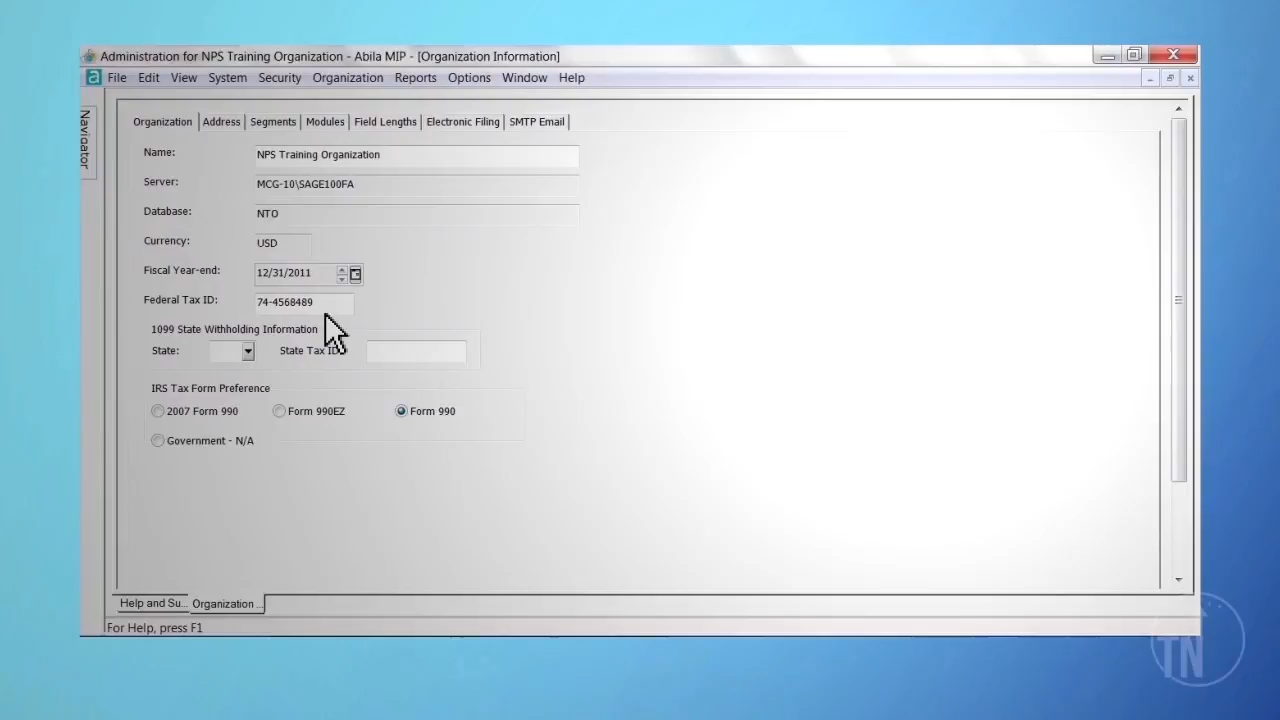 Administration for NPS Training Organization - Abila MIP - [Organization Information]
a File Edit View System Security Organization Reports Options Window Help
Navigator
Organization Address Segments Modules Field Lengths Electronic Filing SMTP Email
Name: NPS Training Organization
Server: MCG-10\SAGE100FA
Database: NTO
Currency: USD
Fiscal Year-end: 12/31/2011
Federal Tax ID: 74-4568489
1099 State Withholding Information
State: State Tax ID:
IRS Tax Form Preference
2007 Form 990 Form 990EZ Form 990
Government - N/A
Help and Su... Organization ...
For Help, press F1
TN